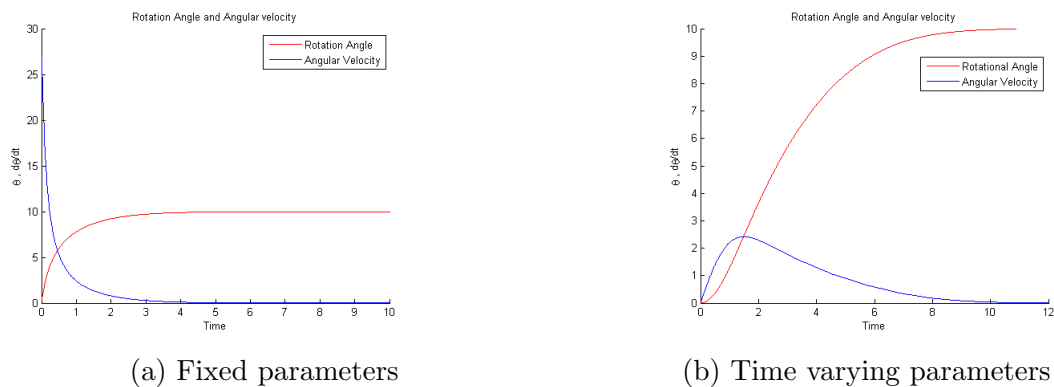 Rotation Angle and Angular velocity
30
25
20
15
10
5
0
θ , dθ/dt
Rotation Angle
Angular Velocity
0 1 2 3 4 5 6 7 8 9 10
Time
(a) Fixed parameters
Rotation Angle and Angular velocity
10
9
8
7
6
5
4
3
2
1
0
θ , dθ/dt
Rotational Angle
Angular Velocity
0 2 4 6 8 10 12
Time
(b) Time varying parameters